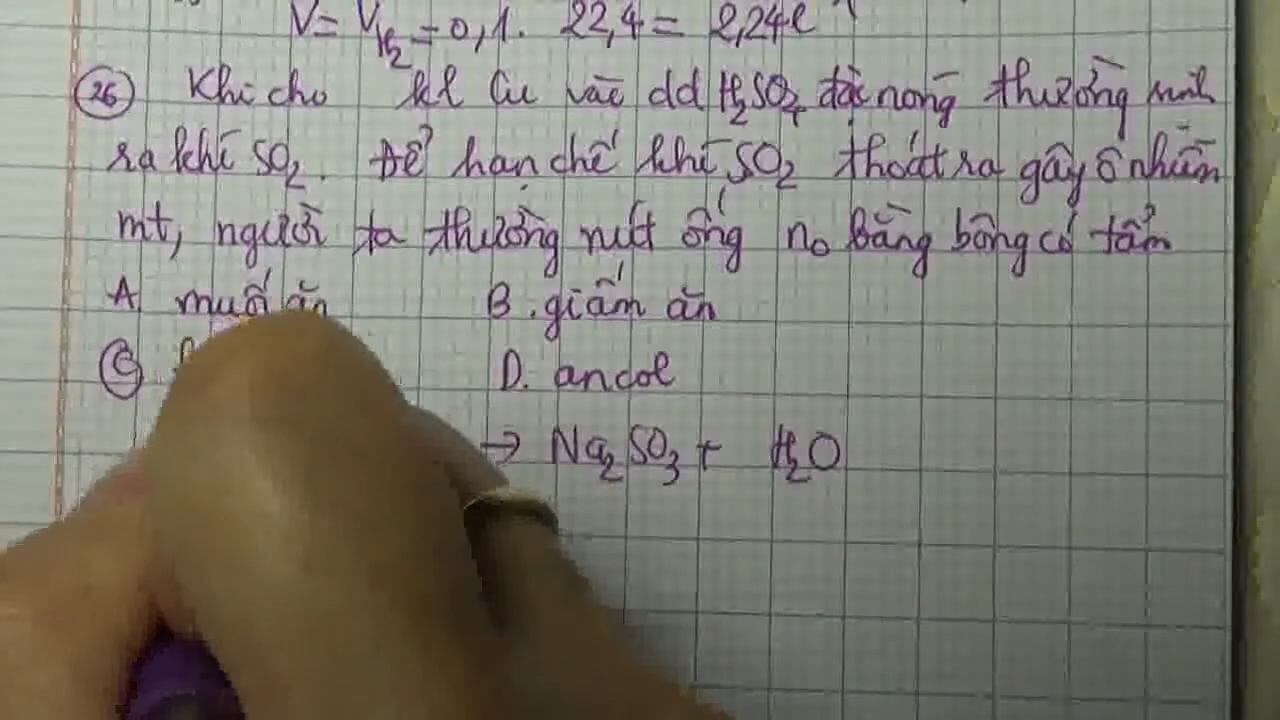 V = V_H₂ = 0,1. 22,4 = 2,24l
26 Khi cho kl Cu vào dd H₂SO₄ đặc nóng thường sinh
ra khí SO₂. Để hạn chế khí SO₂ thoát ra gây ô nhiễm
mt, người ta thường nút ống no bằng bông có tẩm
A muối ăn B. giấm ăn
C D. ancol
→ Na₂SO₃ + H₂O